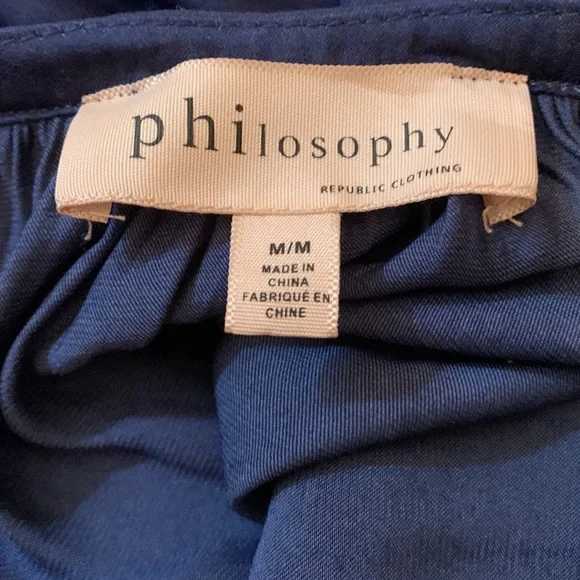 philosophy
REPUBLIC CLOTHING
M/M
MADE IN
CHINA
FABRIQUÉ EN
CHINE